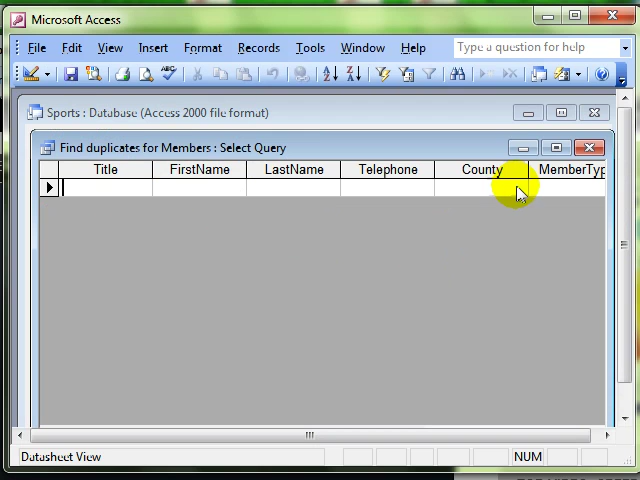 Microsoft Access
File Edit View Insert Format Records Tools Window Help Type a question for help
Sports : Database (Access 2000 file format)
Find duplicates for Members : Select Query
Title FirstName LastName Telephone County MemberTyp
Datasheet View NUM